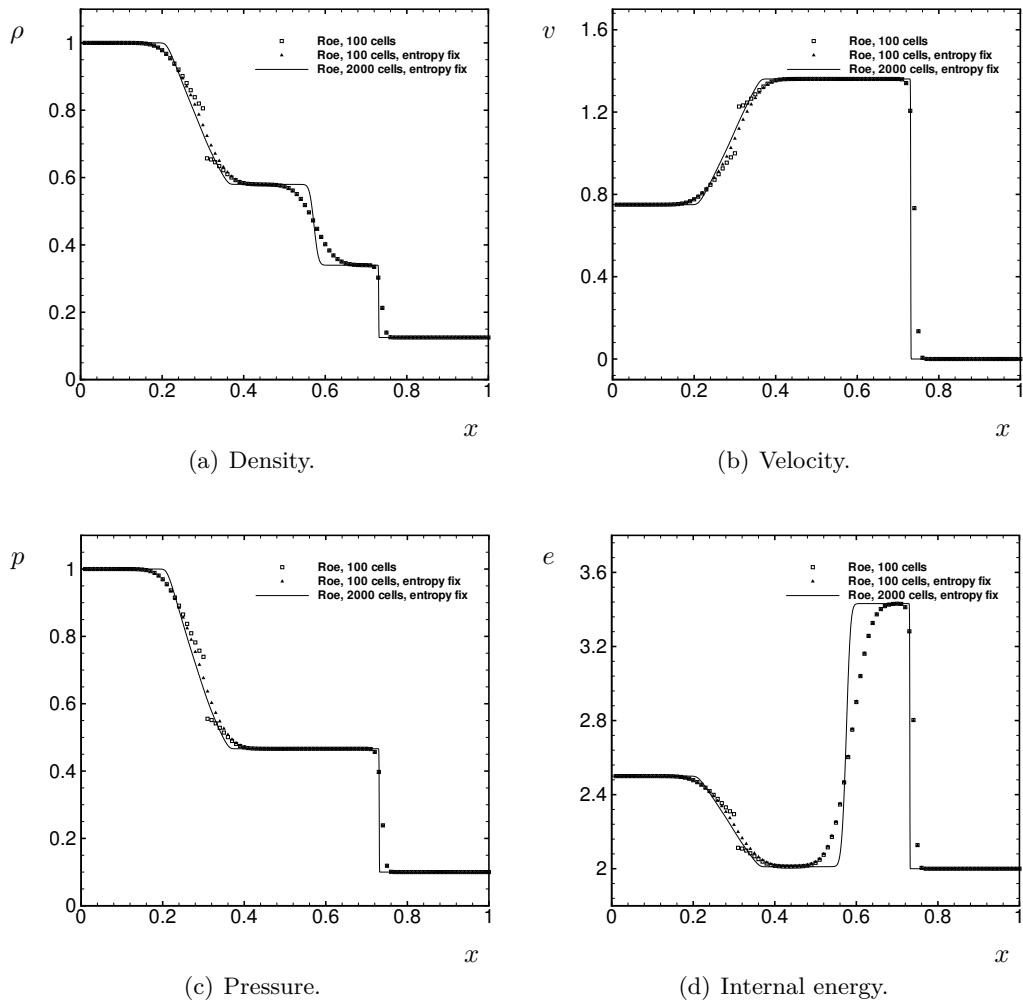 ρ
1
0.8
0.6
0.4
0.2
0
0 0.2 0.4 0.6 0.8 1
x
Roe, 100 cells
Roe, 100 cells, entropy fix
Roe, 2000 cells, entropy fix
(a) Density.
v
1.6
1.2
0.8
0.4
0
0 0.2 0.4 0.6 0.8 1
x
Roe, 100 cells
Roe, 100 cells, entropy fix
Roe, 2000 cells, entropy fix
(b) Velocity.
p
1
0.8
0.6
0.4
0.2
0
0 0.2 0.4 0.6 0.8 1
x
Roe, 100 cells
Roe, 100 cells, entropy fix
Roe, 2000 cells, entropy fix
(c) Pressure.
e
3.6
3.2
2.8
2.4
2
0 0.2 0.4 0.6 0.8 1
x
Roe, 100 cells
Roe, 100 cells, entropy fix
Roe, 2000 cells, entropy fix
(d) Internal energy.